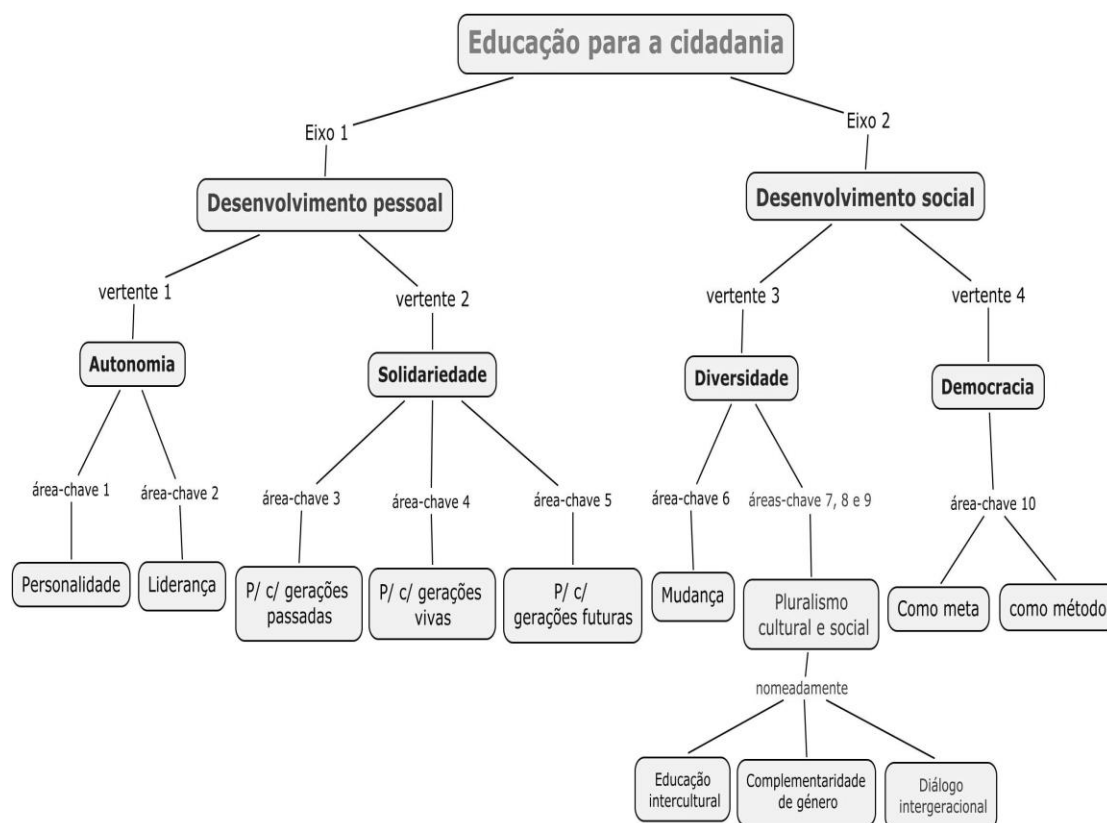 Educação para a cidadania
Eixo 1
Eixo 2
Desenvolvimento pessoal
Desenvolvimento social
vertente 1
vertente 2
vertente 3
vertente 4
Autonomia
Solidariedade
Diversidade
Democracia
área-chave 1
área-chave 2
área-chave 3
área-chave 4
área-chave 5
área-chave 6
áreas-chave 7, 8 e 9
área-chave 10
Personalidade
Liderança
P/ c/ gerações
passadas
P/ c/ gerações
vivas
P/ c/
gerações futuras
Mudança
Pluralismo
cultural e social
Como meta
como método
nomeadamente
Educação
intercultural
Complementaridade
de género
Diálogo
intergeracional